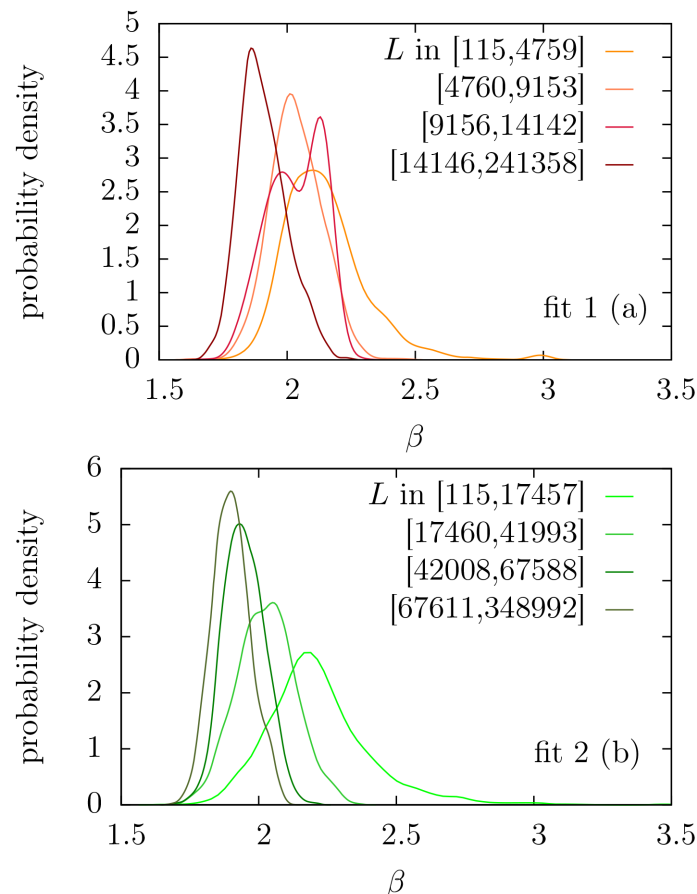 5
4.5
4
3.5
3
2.5
2
1.5
1
0.5
0
probability density
L in [115,4759]
[4760,9153]
[9156,14142]
[14146,241358]
fit 1 (a)
1.5 2 2.5 3 3.5
β
6
5
4
3
2
1
0
probability density
L in [115,17457]
[17460,41993]
[42008,67588]
[67611,348992]
fit 2 (b)
1.5 2 2.5 3 3.5
β